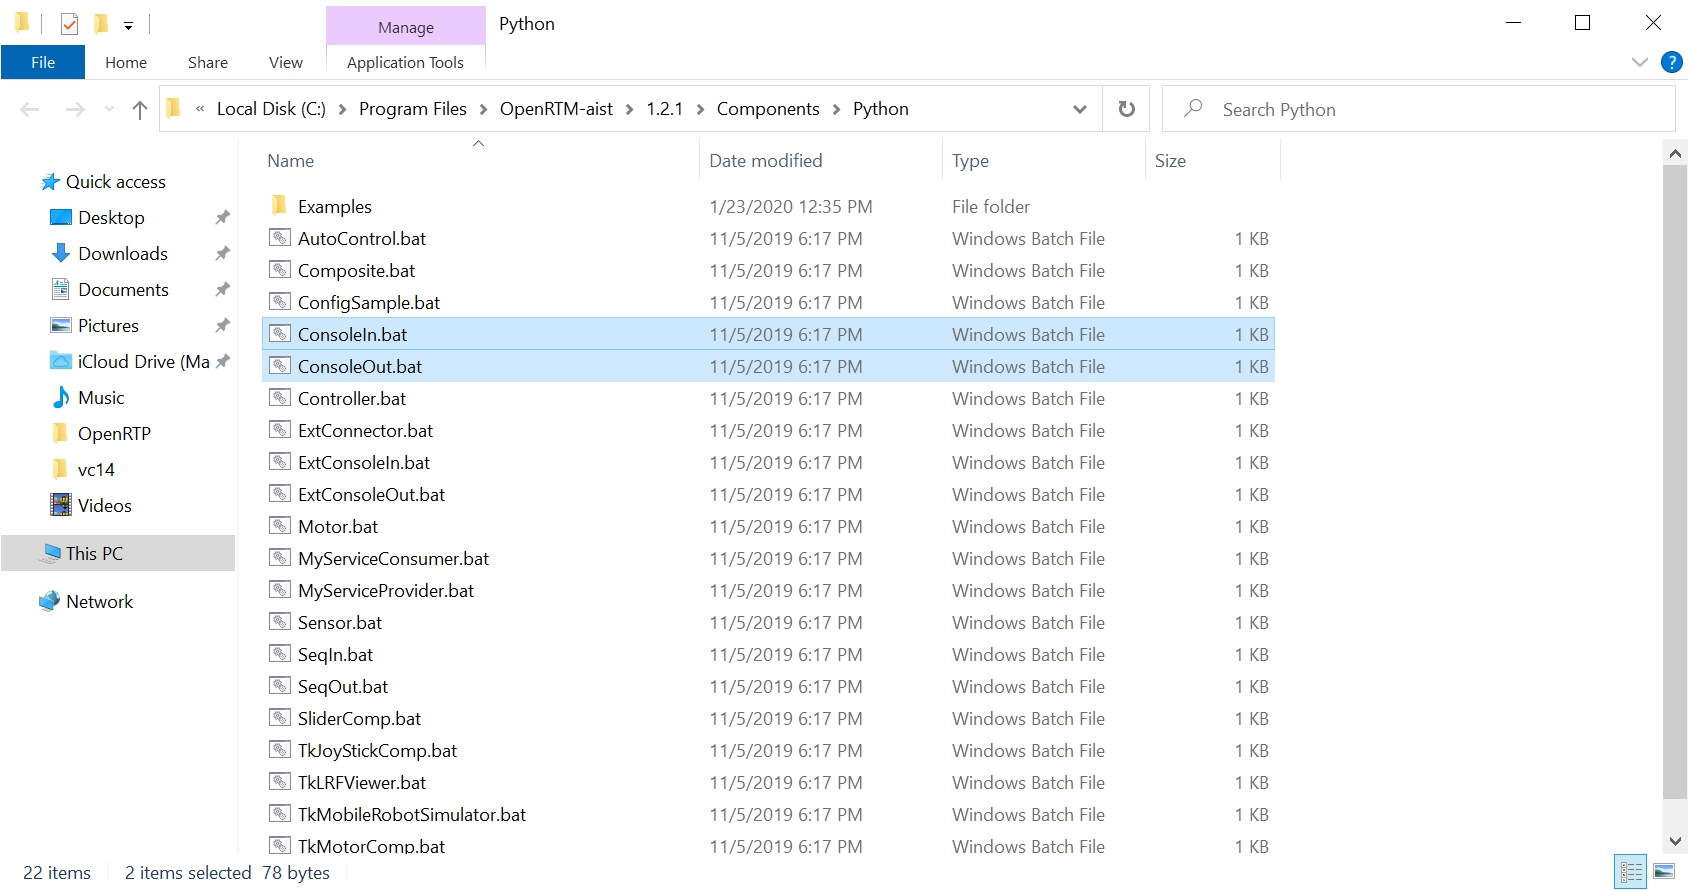 Manage Python
File Home Share View Application Tools ?
« Local Disk (C:) > Program Files > OpenRTM-aist > 1.2.1 > Components > Python Search Python
Name Date modified Type Size
Quick access
Desktop
Downloads
Documents
Pictures
iCloud Drive (Ma
Music
OpenRTP
vc14
Videos
This PC
Network
Examples 1/23/2020 12:35 PM File folder
AutoControl.bat 11/5/2019 6:17 PM Windows Batch File 1 KB
Composite.bat 11/5/2019 6:17 PM Windows Batch File 1 KB
ConfigSample.bat 11/5/2019 6:17 PM Windows Batch File 1 KB
ConsoleIn.bat 11/5/2019 6:17 PM Windows Batch File 1 KB
ConsoleOut.bat 11/5/2019 6:17 PM Windows Batch File 1 KB
Controller.bat 11/5/2019 6:17 PM Windows Batch File 1 KB
ExtConnector.bat 11/5/2019 6:17 PM Windows Batch File 1 KB
ExtConsoleIn.bat 11/5/2019 6:17 PM Windows Batch File 1 KB
ExtConsoleOut.bat 11/5/2019 6:17 PM Windows Batch File 1 KB
Motor.bat 11/5/2019 6:17 PM Windows Batch File 1 KB
MyServiceConsumer.bat 11/5/2019 6:17 PM Windows Batch File 1 KB
MyServiceProvider.bat 11/5/2019 6:17 PM Windows Batch File 1 KB
Sensor.bat 11/5/2019 6:17 PM Windows Batch File 1 KB
SeqIn.bat 11/5/2019 6:17 PM Windows Batch File 1 KB
SeqOut.bat 11/5/2019 6:17 PM Windows Batch File 1 KB
SliderComp.bat 11/5/2019 6:17 PM Windows Batch File 1 KB
TkJoyStickComp.bat 11/5/2019 6:17 PM Windows Batch File 1 KB
TkLRFViewer.bat 11/5/2019 6:17 PM Windows Batch File 1 KB
TkMobileRobotSimulator.bat 11/5/2019 6:17 PM Windows Batch File 1 KB
TkMotorComp.bat 11/5/2019 6:17 PM Windows Batch File 1 KB
22 items 2 items selected 78 bytes